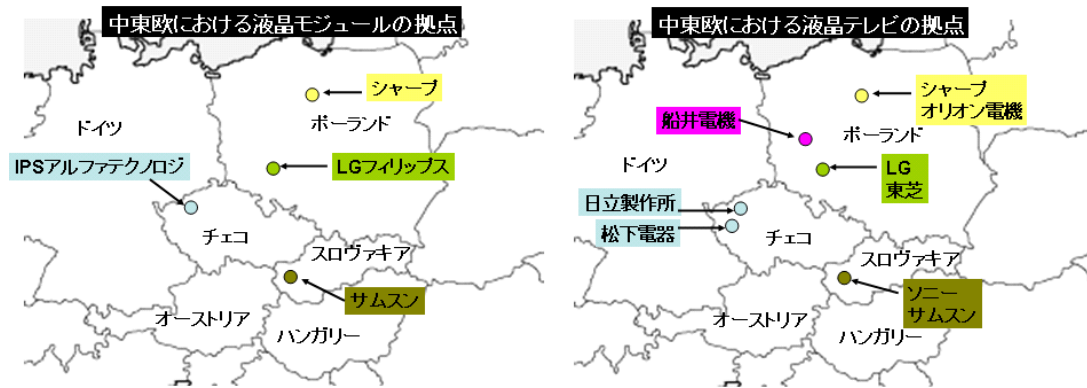 中東欧における液晶モジュールの拠点
シャープ
ドイツ
ポーランド
IPSアルファテクノロジ
LGフィリップス
チェコ
スロヴァキア
サムスン
オーストリア
ハンガリー
中東欧における液晶テレビの拠点
シャープ
オリオン電機
船井電機
ポーランド
ドイツ
LG
東芝
日立製作所
松下電器
チェコ
スロヴァキア
ソニー
サムスン
オーストリア
ハンガリー